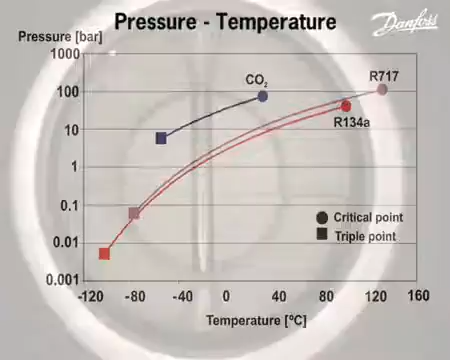 Pressure - Temperature
Danfoss
Pressure [bar]
1000
100
10
1
0.1
0.01
0.001
CO₂
R717
R134a
Critical point
Triple point
-120 -80 -40 0 40 80 120 160
Temperature [ºC]